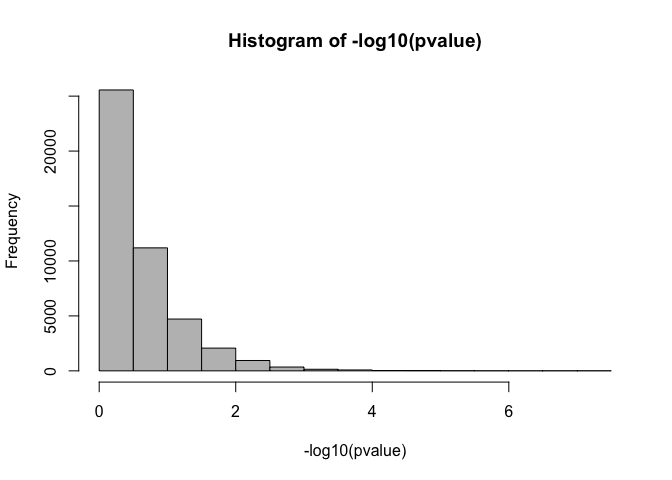 Histogram of -log10(pvalue)
Frequency
20000
10000
5000
0
0 2 4 6
-log10(pvalue)